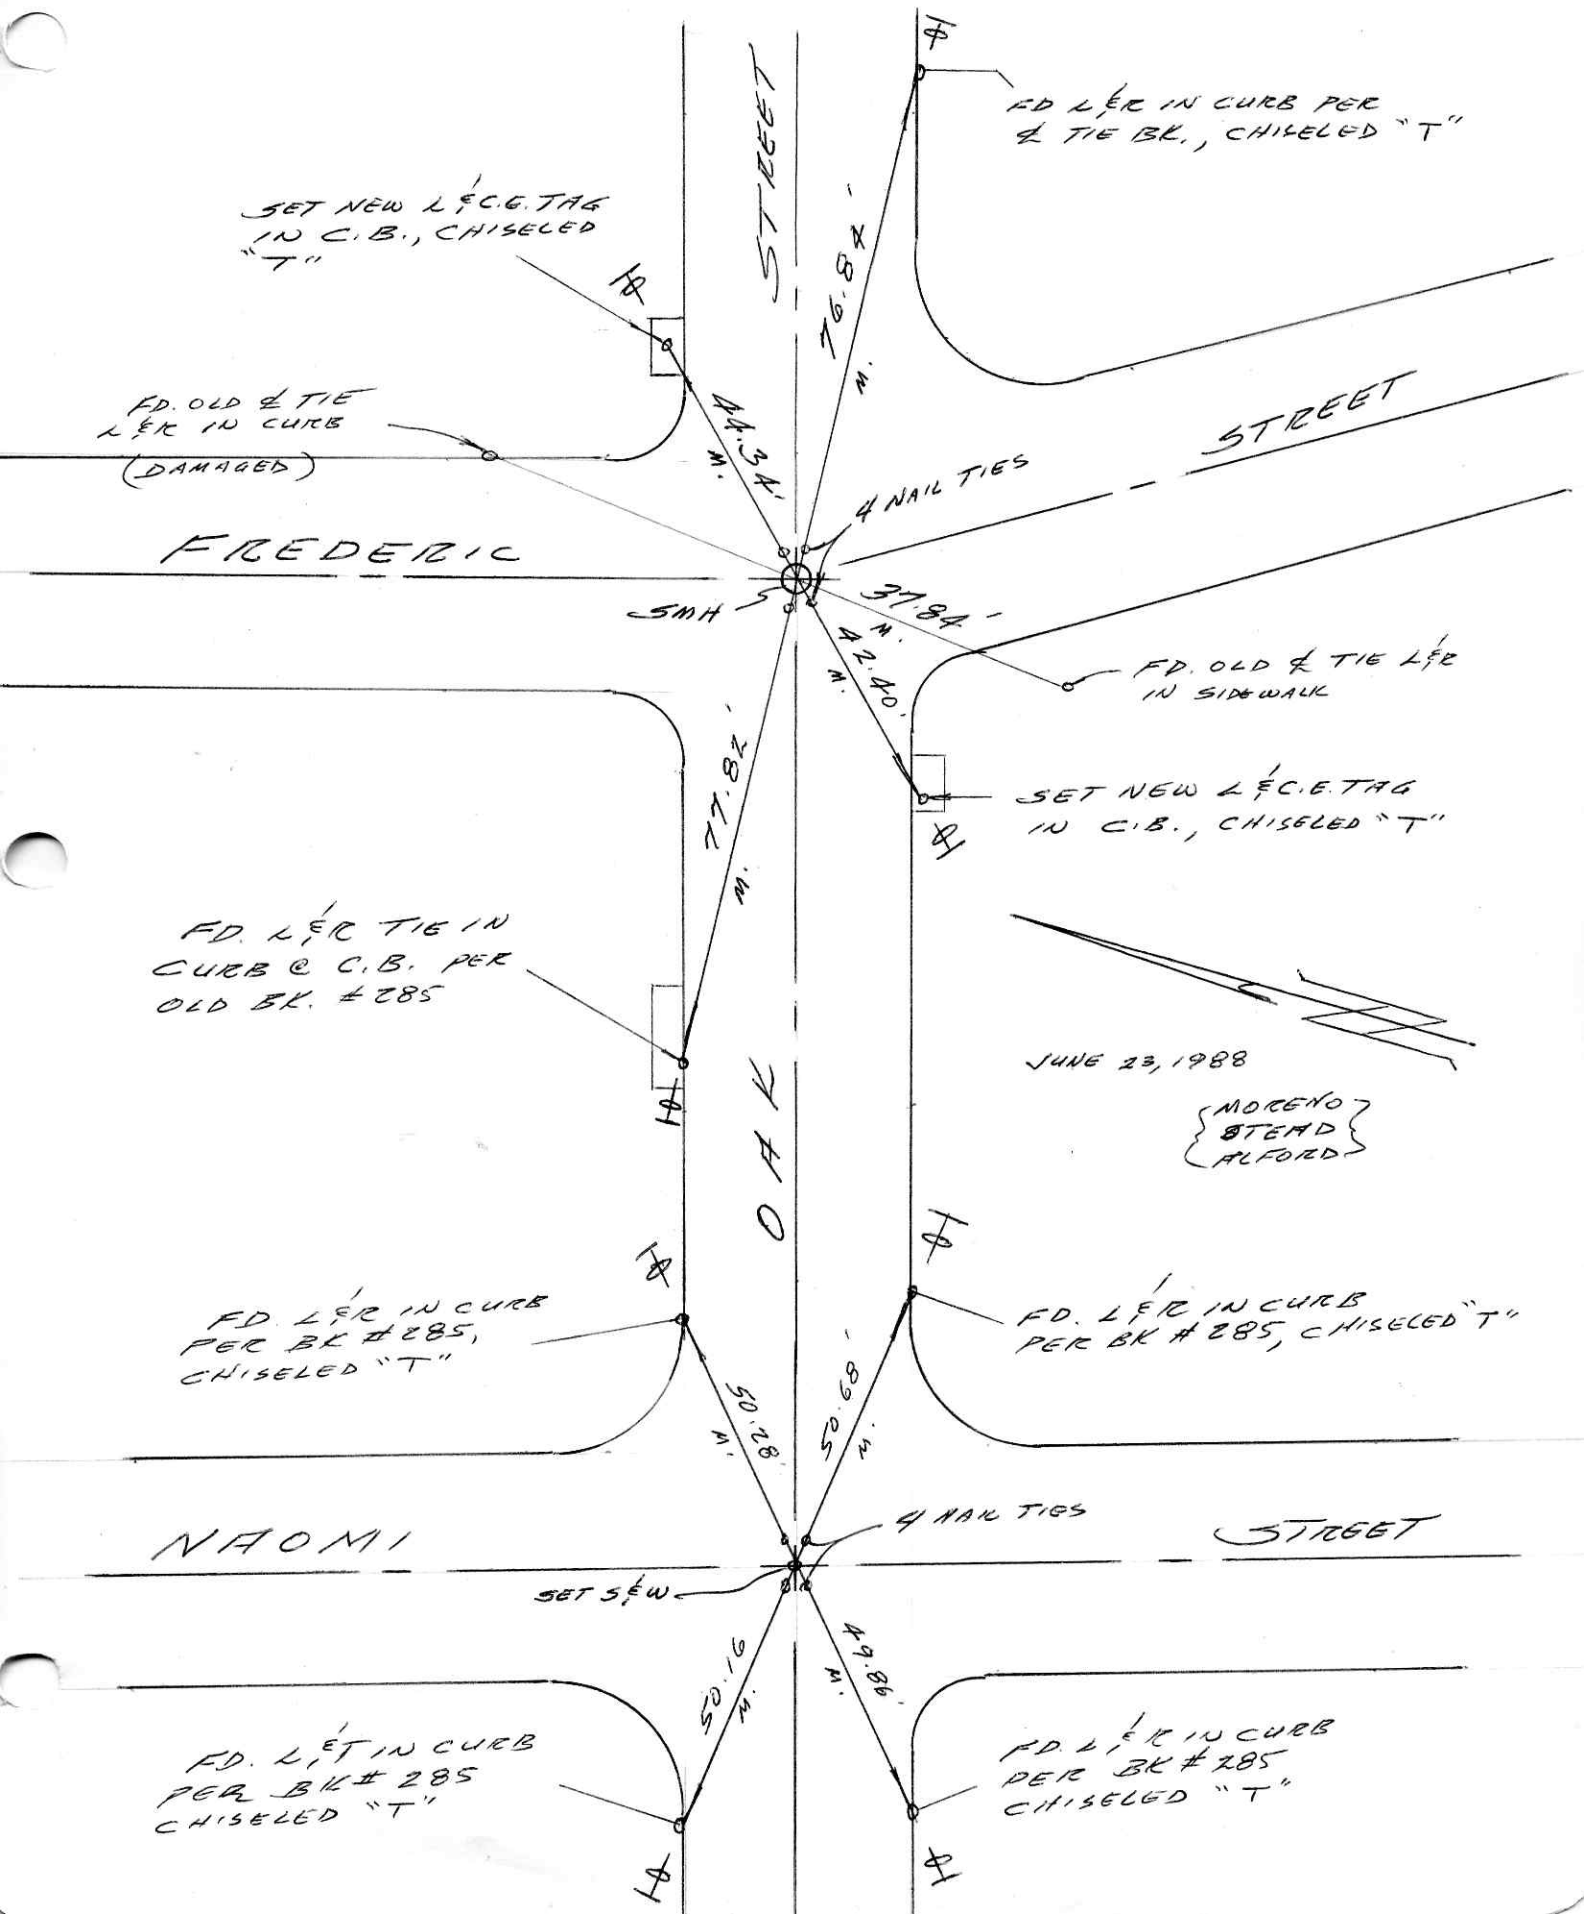 STREET
FD L&R IN CURB PER
℄ TIE BK., CHISELED "T"
SET NEW L & C.E. TAG
IN C.B., CHISELED
"T"
76.84'
M.
FD. OLD ℄ TIE
L&R IN CURB
(DAMAGED)
44.34'
M.
STREET
4 NAIL TIES
FREDERIC
SMH
37.84'
M.
42.40'
M.
FD. OLD ℄ TIE L&R
IN SIDEWALK
77.82'
M.
SET NEW L & C.E. TAG
IN C.B., CHISELED "T"
FD. L&R TIE IN
CURB @ C.B. PER
OLD BK. #285
JUNE 23, 1988
MORENO
STEAD
ALFORD
OAK
FD. L&R IN CURB
PER BK #285,
CHISELED "T"
FD. L&R IN CURB
PER BK #285, CHISELED "T"
50.28'
M.
50.68'
M.
4 NAIL TIES
NAOMI
STREET
SET S&W
50.16
M.
49.86'
M.
FD. L&T IN CURB
PER BK# 285
CHISELED "T"
FD. L&R IN CURB
PER BK #285
CHISELED "T"